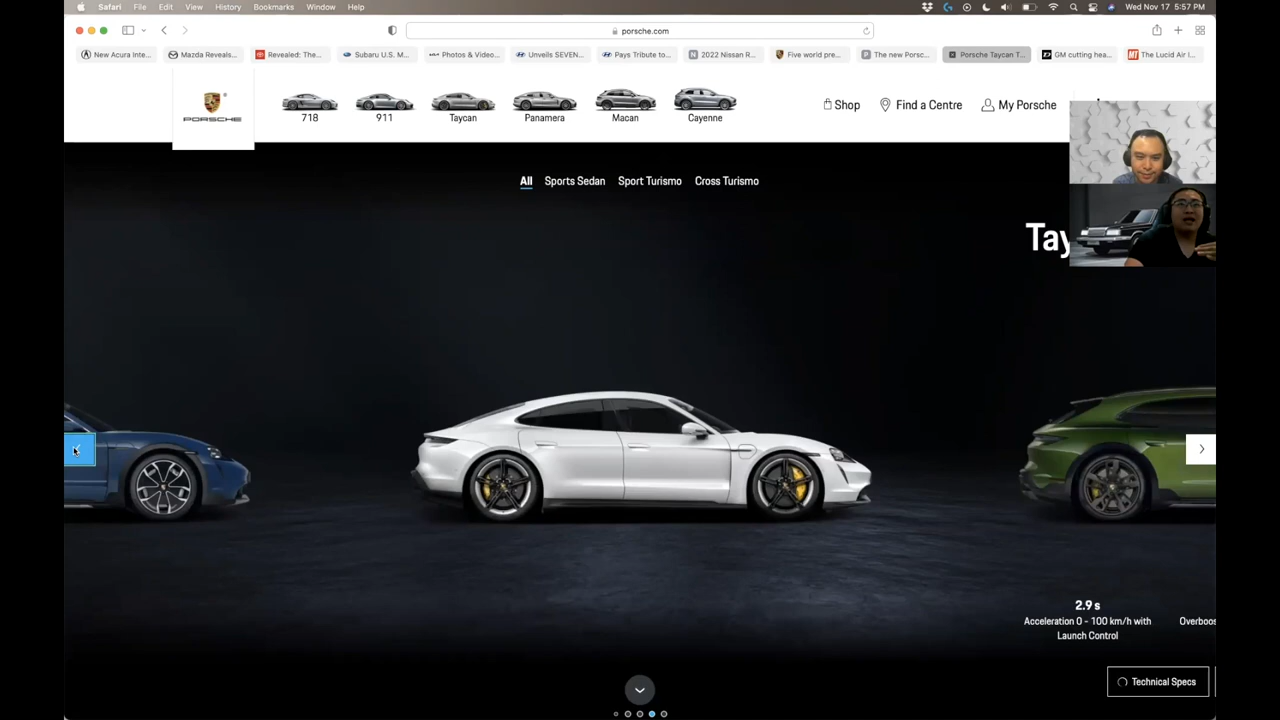 Safari File Edit View History Bookmarks Window Help Wed Nov 17 5:57 PM
porsche.com
New Acura Inte... Mazda Reveals... Revealed: The... Subaru U.S. M... Photos & Video... Unveils SEVEN... Pays Tribute to... 2022 Nissan R... Five world pre... The new Porsc... Porsche Taycan T... GM cutting hea... The Lucid Air I...
PORSCHE
718 911 Taycan Panamera Macan Cayenne
Shop Find a Centre My Porsche
All Sports Sedan Sport Turismo Cross Turismo
Tay
2.9 s
Acceleration 0 - 100 km/h with Overboos
Launch Control
Technical Specs